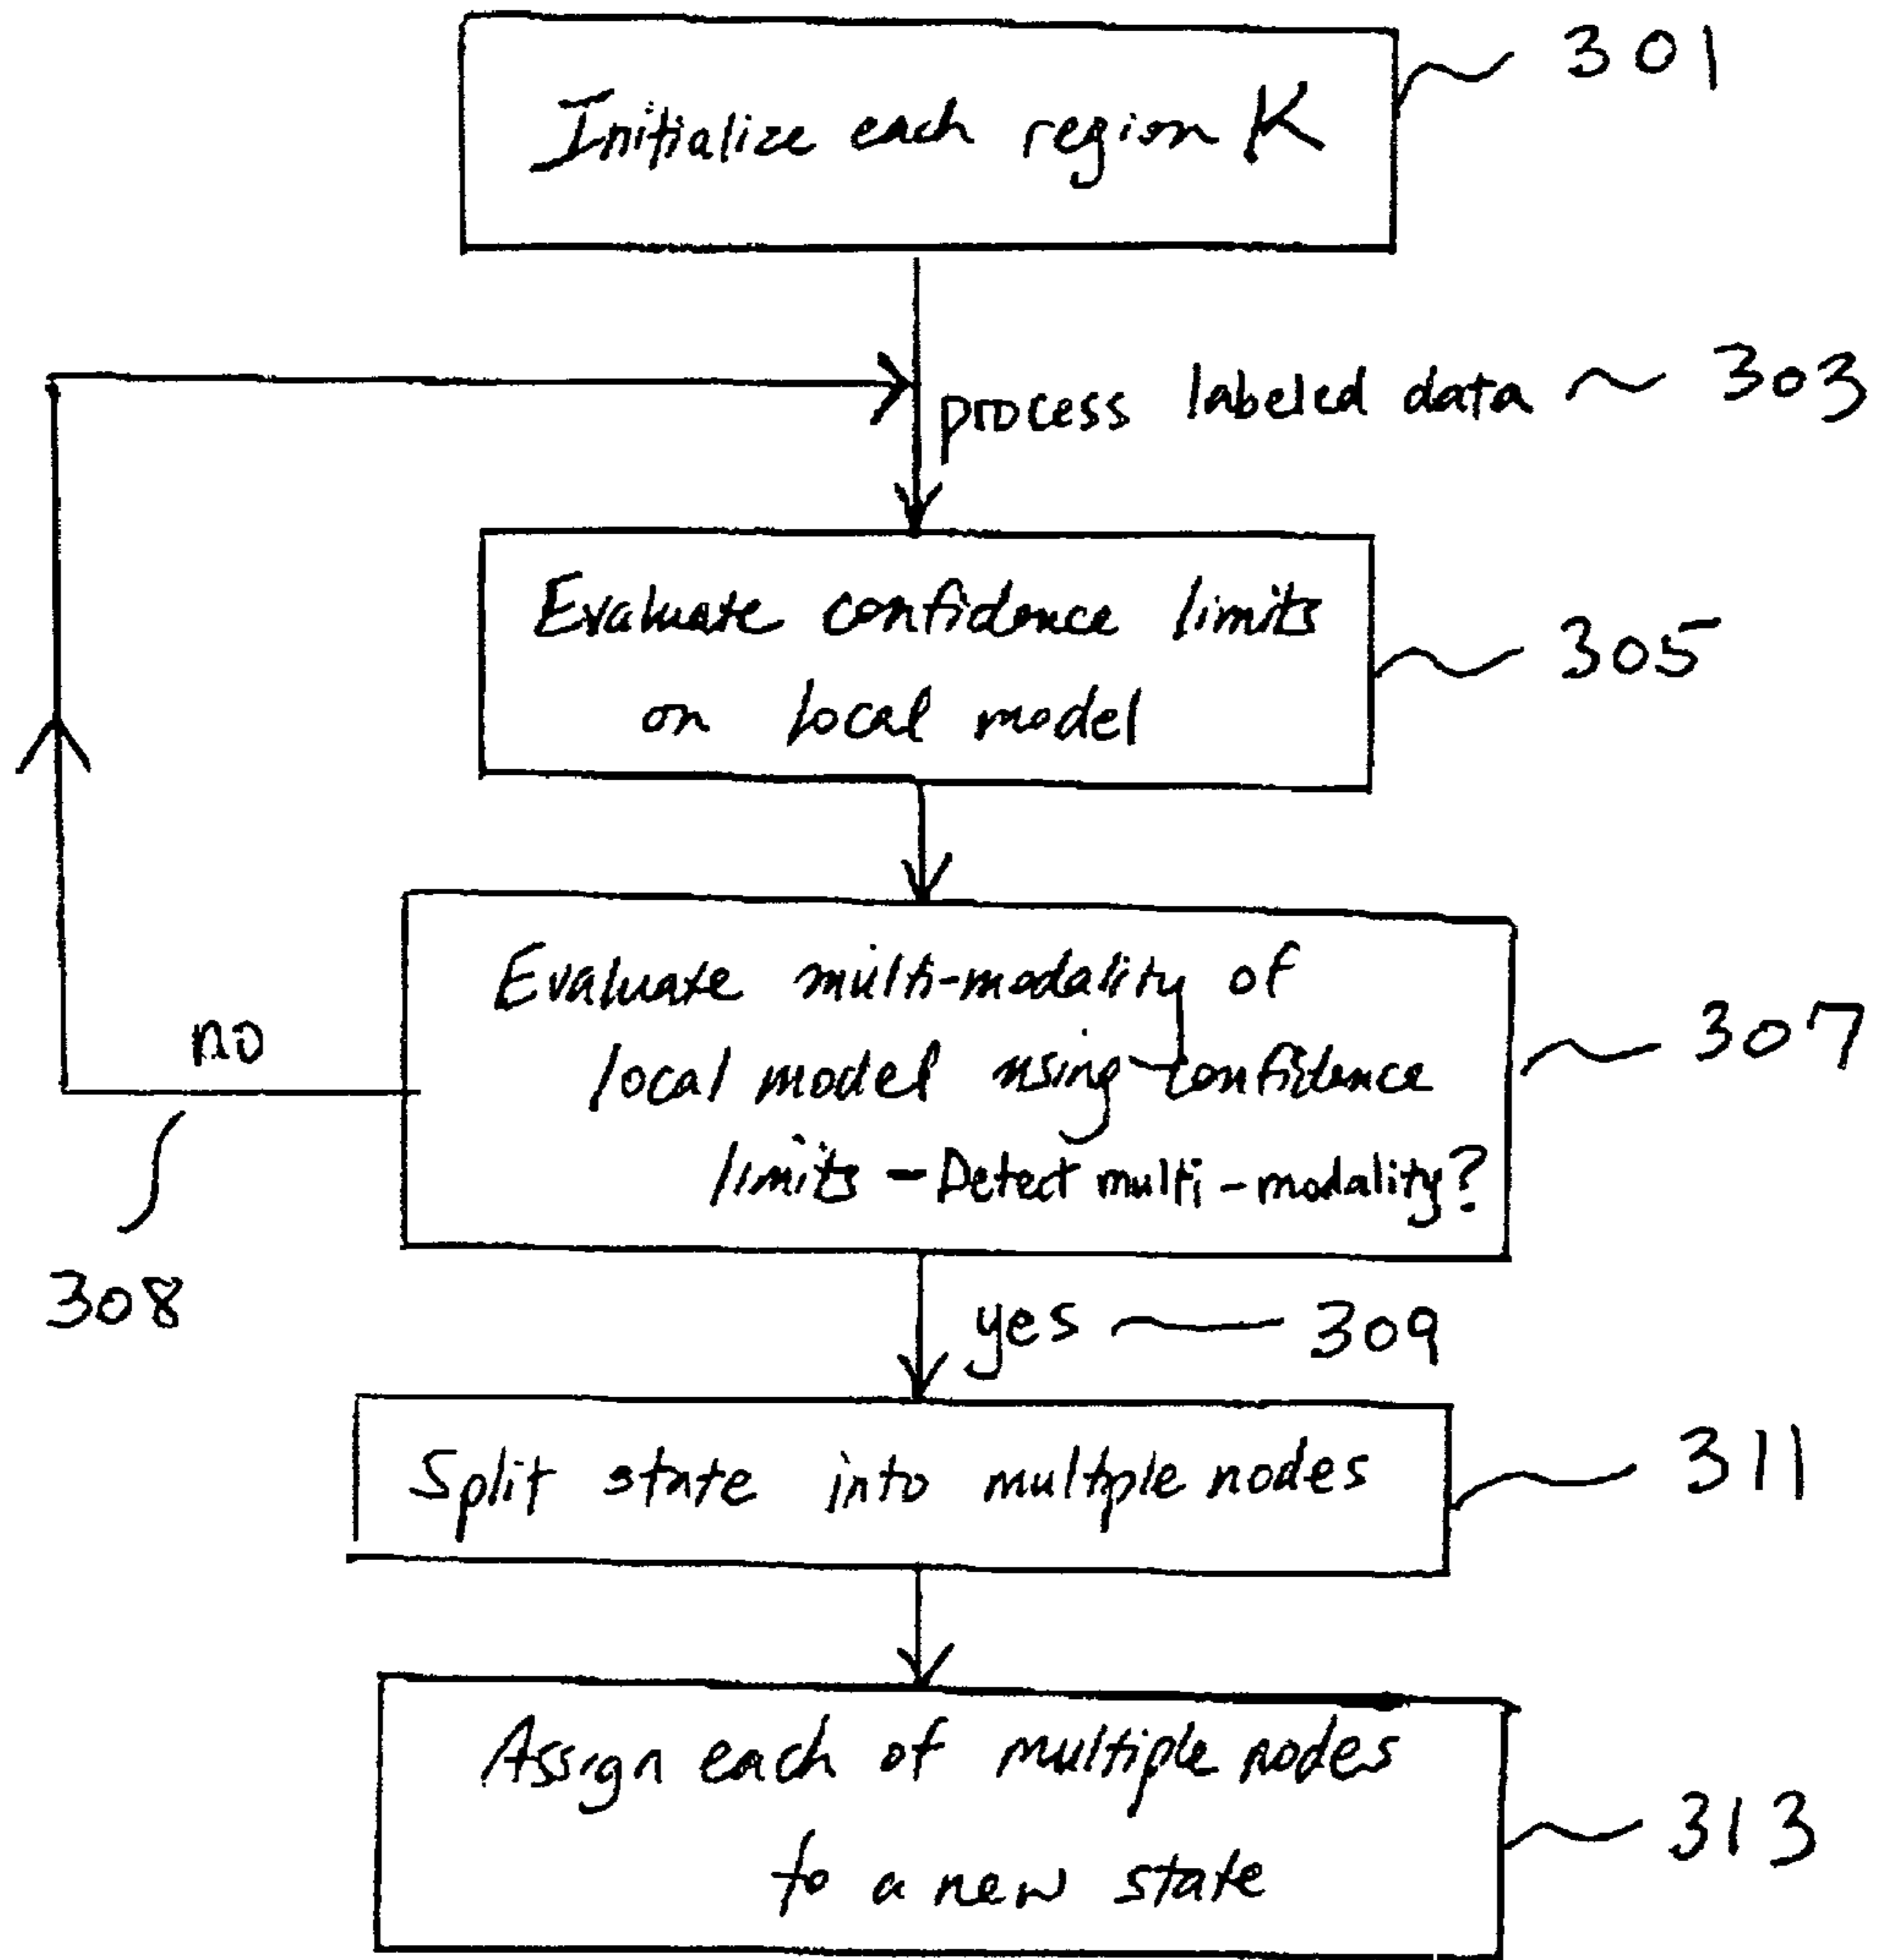 Initialize each region K
301
process labeled data ~ 303
Evaluate confidence limits
on local model
305
Evaluate multi-modality of
local model using confidence
limits - Detect multi-modality?
307
no
308
yes
309
Split state into multiple nodes
311
Assign each of multiple nodes
to a new state
313